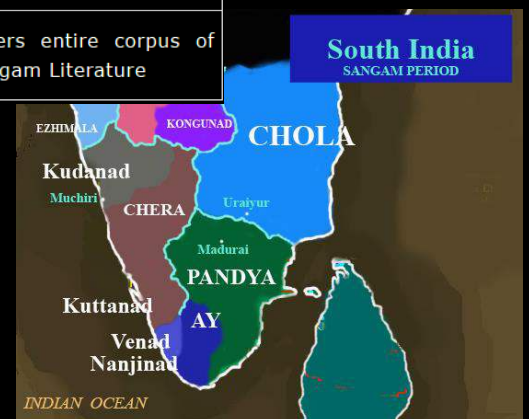 ers entire corpus of
gam Literature
South India
SANGAM PERIOD
EZHIMALA
KONGUNAD
CHOLA
Kudanad
Muchiri
CHERA
Uraiyur
Madurai
PANDYA
Kuttanad
AY
Venad
Nanjinad
INDIAN OCEAN